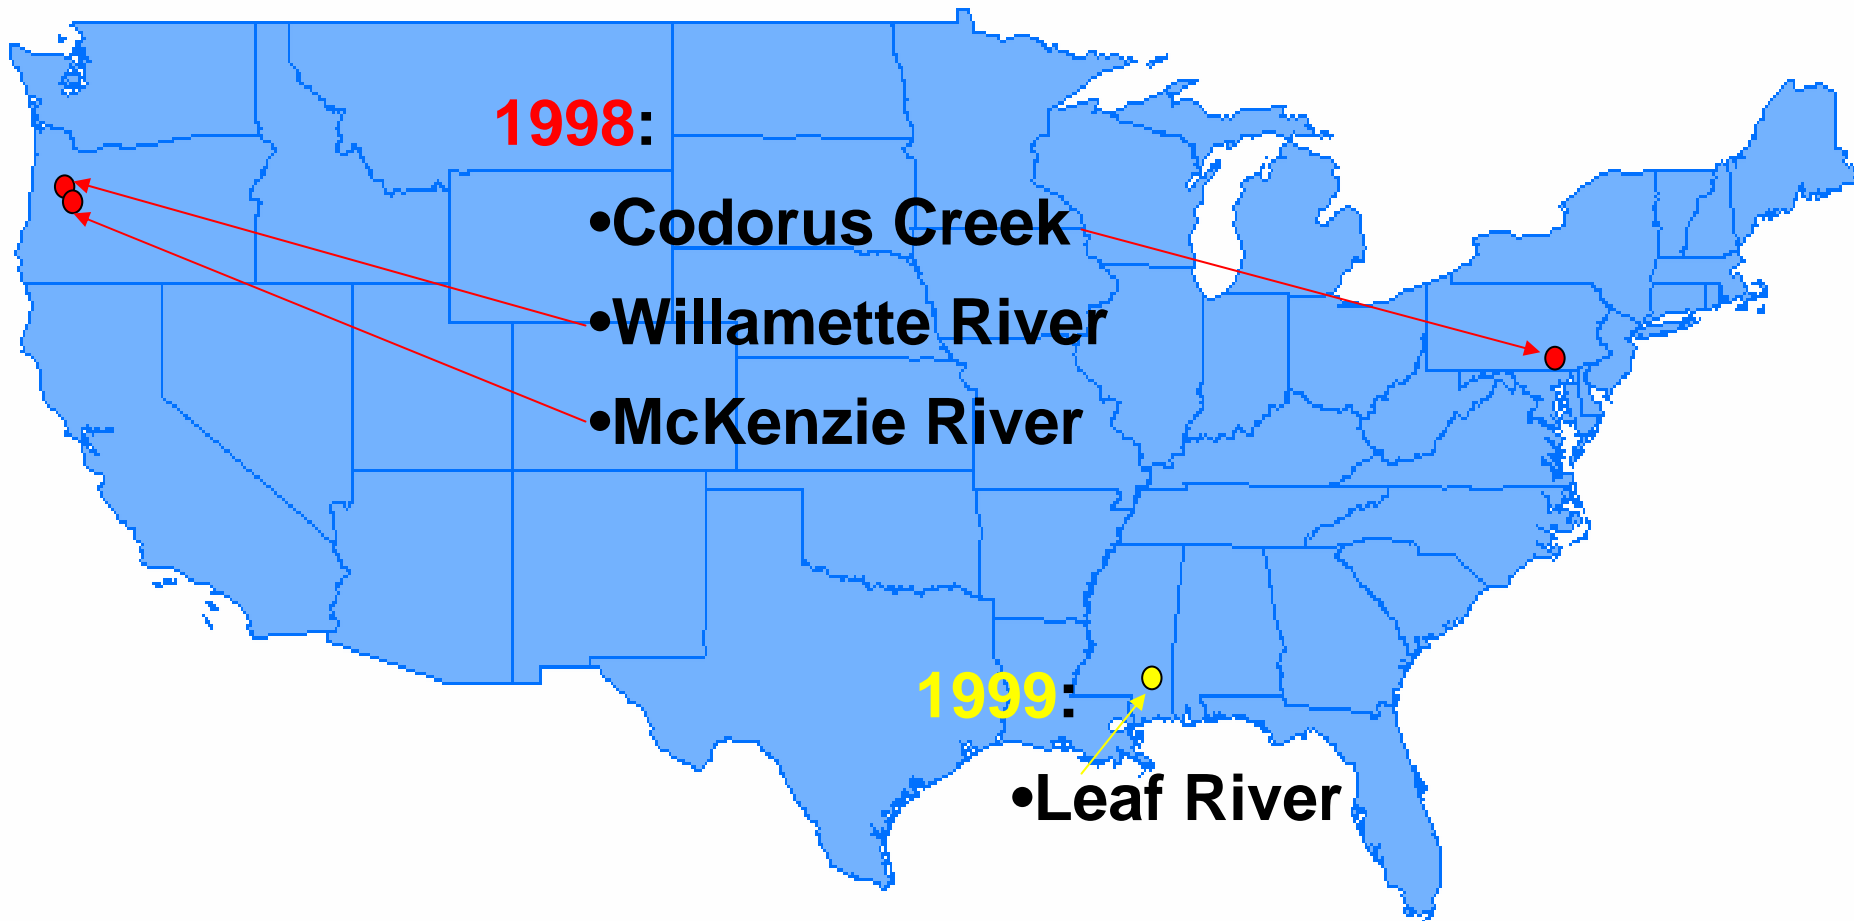 1998:
•Codorus Creek
•Willamette River
•McKenzie River
1999:
•Leaf River